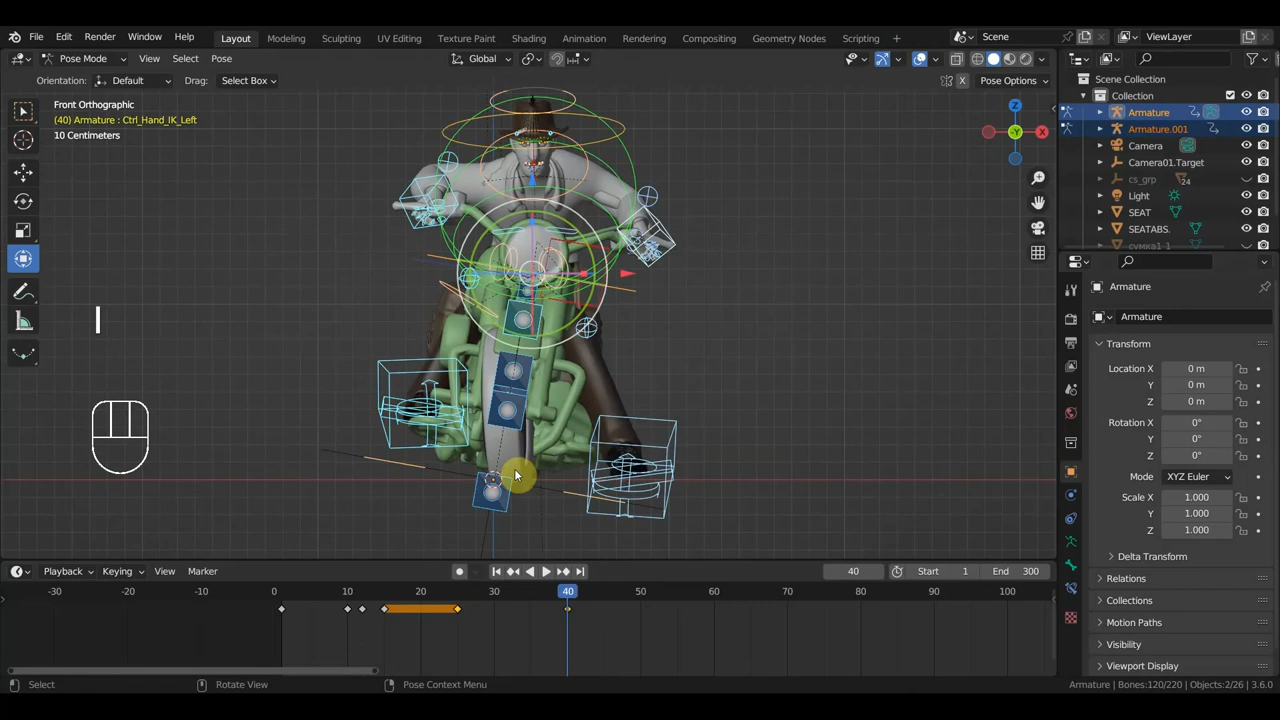 File Edit Render Window Help Layout Modeling Sculpting UV Editing Texture Paint Shading Animation Rendering Compositing Geometry Nodes Scripting + Scene ViewLayer
Pose Mode View Select Pose Global
Orientation: Default Drag: Select Box X Pose Options
Scene Collection
Collection
Armature
Armature.001
Camera
Camera01.Target
cs_grp 24
Light
SEAT
SEATABS.
сумка1 1
Front Orthographic
(40) Armature : Ctrl_Hand_IK_Left
10 Centimeters
Z
-Y
X
I
Armature
Armature
Transform
Location X 0 m
Y 0 m
Z 0 m
Rotation X 0°
Y 0°
Z 0°
Mode XYZ Euler
Scale X 1.000
Y 1.000
Z 1.000
Delta Transform
Relations
Collections
Motion Paths
Visibility
Viewport Display
Playback Keying View Marker 40 Start 1 End 300
-30 -20 -10 0 10 20 30 40 50 60 70 80 90 100
Select Rotate View Pose Context Menu Armature | Bones:120/220 | Objects:2/26 | 3.6.0